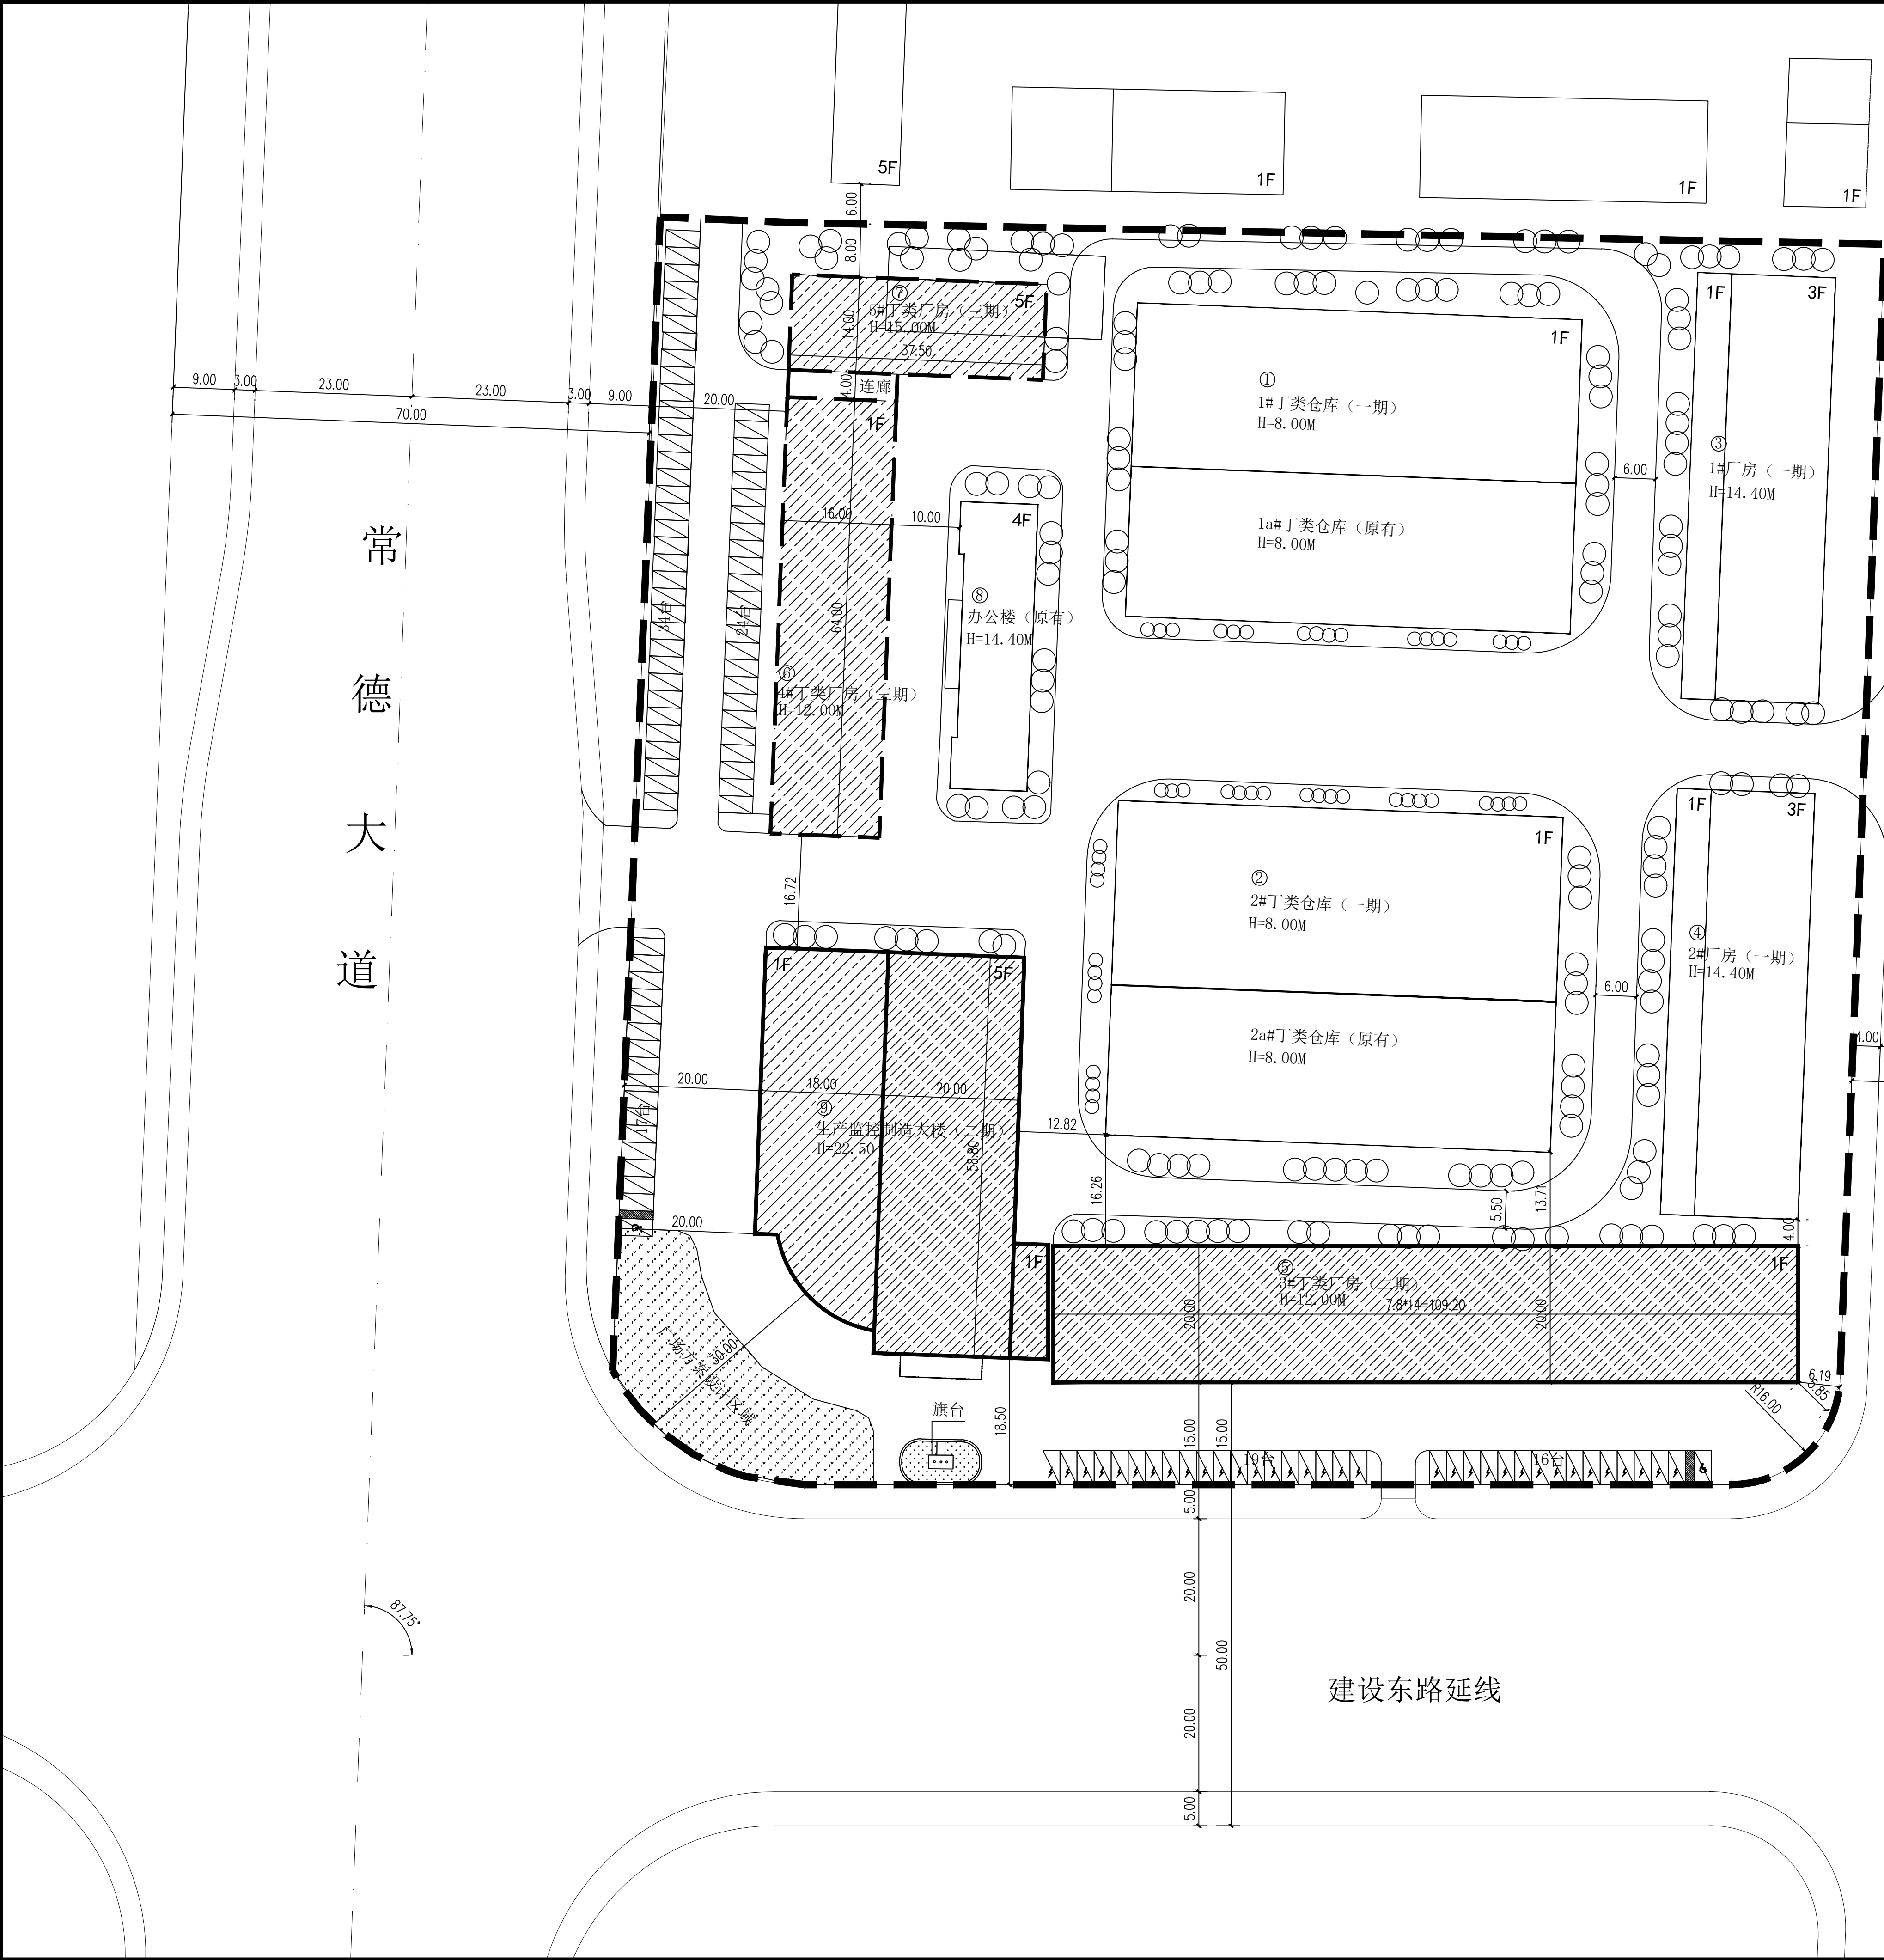 5F
1F
1F
1F
6.00
8.00
⑦
5F
5#丁类厂房（三期）
H=15.00M
14.00
37.50
4.00
连廊
1F
1F
①
1#丁类仓库（一期）
H=8.00M
1a#丁类仓库（原有）
H=8.00M
6.00
1F
3F
③
1#厂房（一期）
H=14.40M
9.00
3.00
23.00
23.00
3.00
9.00
20.00
70.00
常
德
大
道
34台
24台
16.00
10.00
64.00
⑥
4#丁类厂房（三期）
H=12.00M
4F
⑧
办公楼（原有）
H=14.40M
16.72
1F
②
2#丁类仓库（一期）
H=8.00M
2a#丁类仓库（原有）
H=8.00M
6.00
1F
3F
④
2#厂房（一期）
H=14.40M
4.00
1F
5F
20.00
18.00
20.00
⑨
生产监控制造大楼（二期）
H=22.50
58.80
17台
12.82
16.26
5.50
13.71
4.00
20.00
1F
⑤
3#丁类厂房（二期）
H=12.00M
7.8*14=109.20
1F
20.00
20.00
广场方案设计区域
30.00
6.19
5.85
R16.00
旗台
18.50
15.00
15.00
19台
16台
5.00
20.00
87.75°
50.00
建设东路延线
20.00
5.00